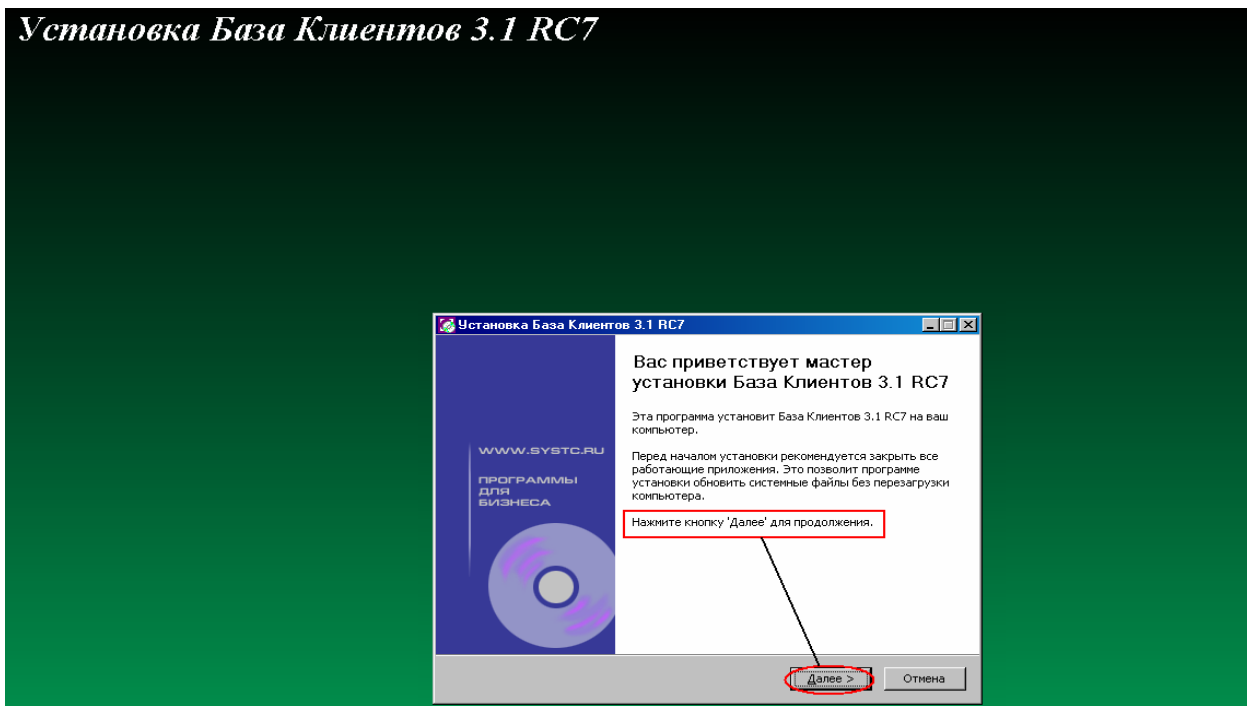 Установка База Клиентов 3.1 RC7
Установка База Клиентов 3.1 RC7
Вас приветствует мастер
установки База Клиентов 3.1 RC7
Эта программа установит База Клиентов 3.1 RC7 на ваш
компьютер.
WWW.SYSTC.RU
ПРОГРАММЫ
ДЛЯ
БИЗНЕСА
Перед началом установки рекомендуется закрыть все
работающие приложения. Это позволит программе
установки обновить системные файлы без перезагрузки
компьютера.
Нажмите кнопку 'Далее' для продолжения.
Далее >
Отмена